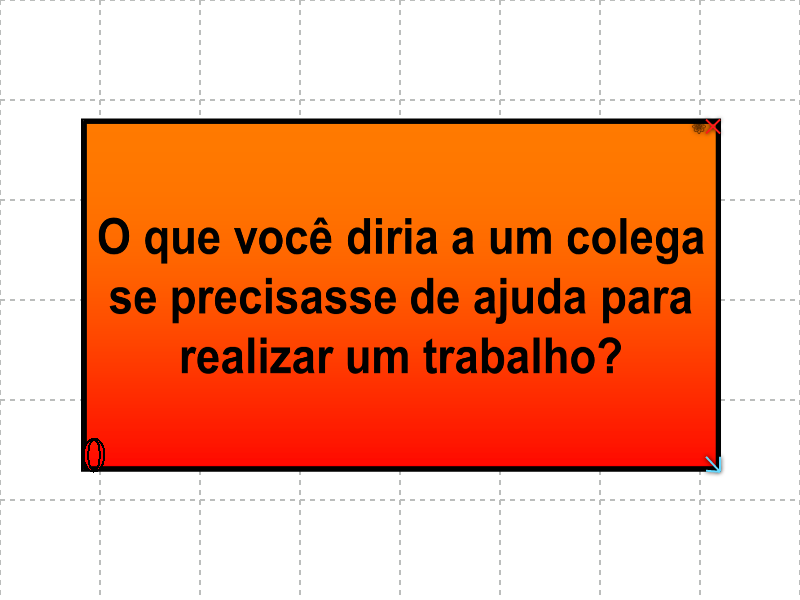 O que você diria a um colega
se precisasse de ajuda para
realizar um trabalho?